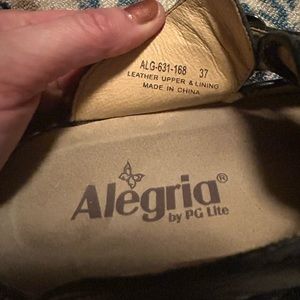 ALG-631-168 37
LEATHER UPPER & LINING
MADE IN CHINA
Alegria®
by PG Lite